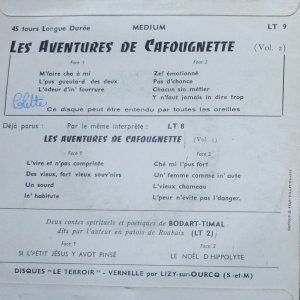 45 tours Longue Durée MEDIUM LT 9
LES AVENTURES DE CAFOUGNETTE (Vol. 2)
Face 1 Face 2
M'faire cha à mi Zef émotionné
L'pus gueulard des deux Pas d'chance
L'odeur d'in' fourrure Chacun sin métier
Y n'faut jamais in dire trop
Colette
Ce disque peut être entendu par toutes les oreilles
Déjà parus : Par le même interprète : LT 8
LES AVENTURES DE CAFOUGNETTE (Vol. 1)
Face 1 Face 2
L'vire et n'pas comprinte Ché mi l'pus fort
Des vieux, fort vieux souv'nirs Un' femme comme in' aute
Un sourd L'vieux chameau
In' habitute L'peur n'évite pas l'danger.
Deux contes spirituels et poétiques de BODART-TIMAL
dits par l'auteur en patois de Roubaix (LT 2)
Face 1 Face 2
SI L'PÉTIT JÉSUS Y AVOT PINSÉ LE NOËL D'HIPPOLYTE
DISQUES "LE TERROIR" - VERNELLE par LIZY-sur-OURCQ (S.-et-M.)